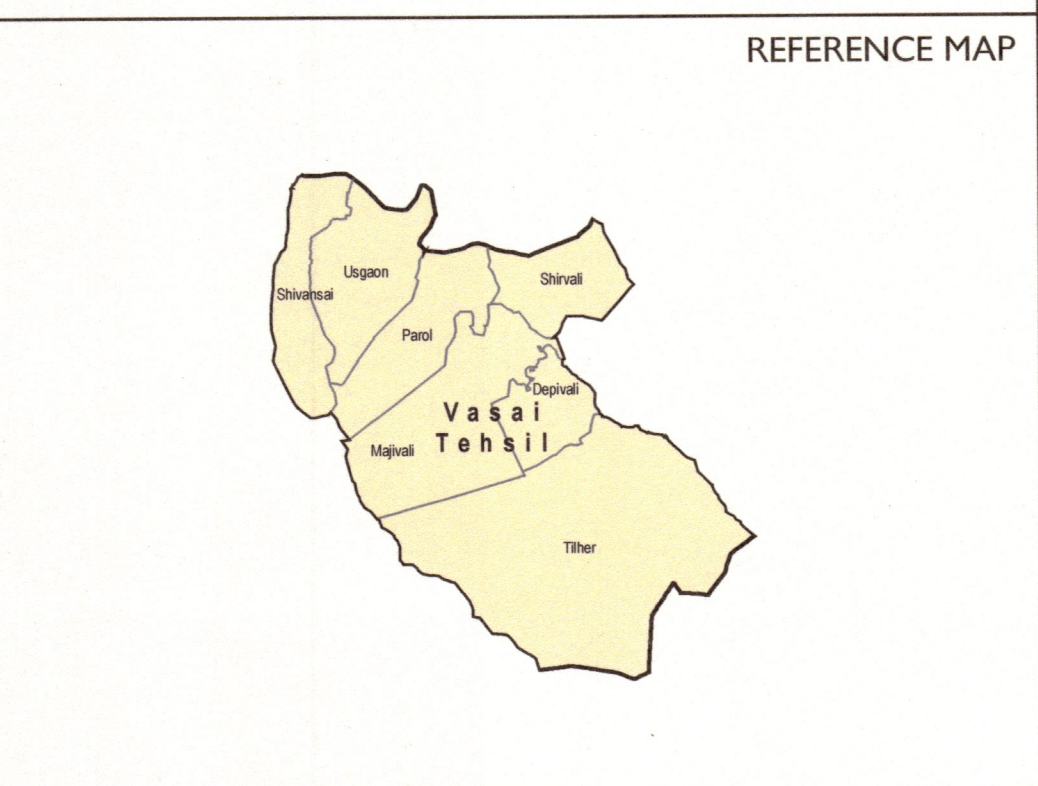 REFERENCE MAP
Shirvali
Usgaon
Shivansai
Parol
Depivali
Vasai
Tehsil
Majivali
Tilher